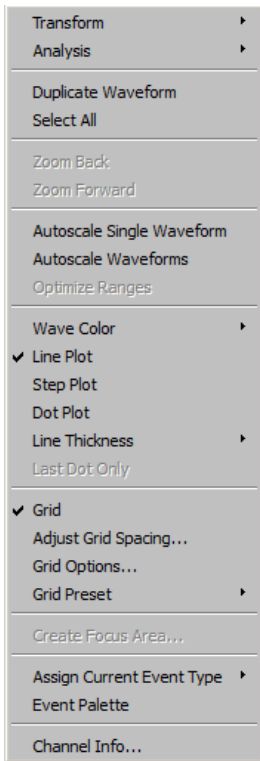 Transform
Analysis
Duplicate Waveform
Select All
Zoom Back
Zoom Forward
Autoscale Single Waveform
Autoscale Waveforms
Optimize Ranges
Wave Color
Line Plot
Step Plot
Dot Plot
Line Thickness
Last Dot Only
Grid
Adjust Grid Spacing...
Grid Options...
Grid Preset
Create Focus Area...
Assign Current Event Type
Event Palette
Channel Info...